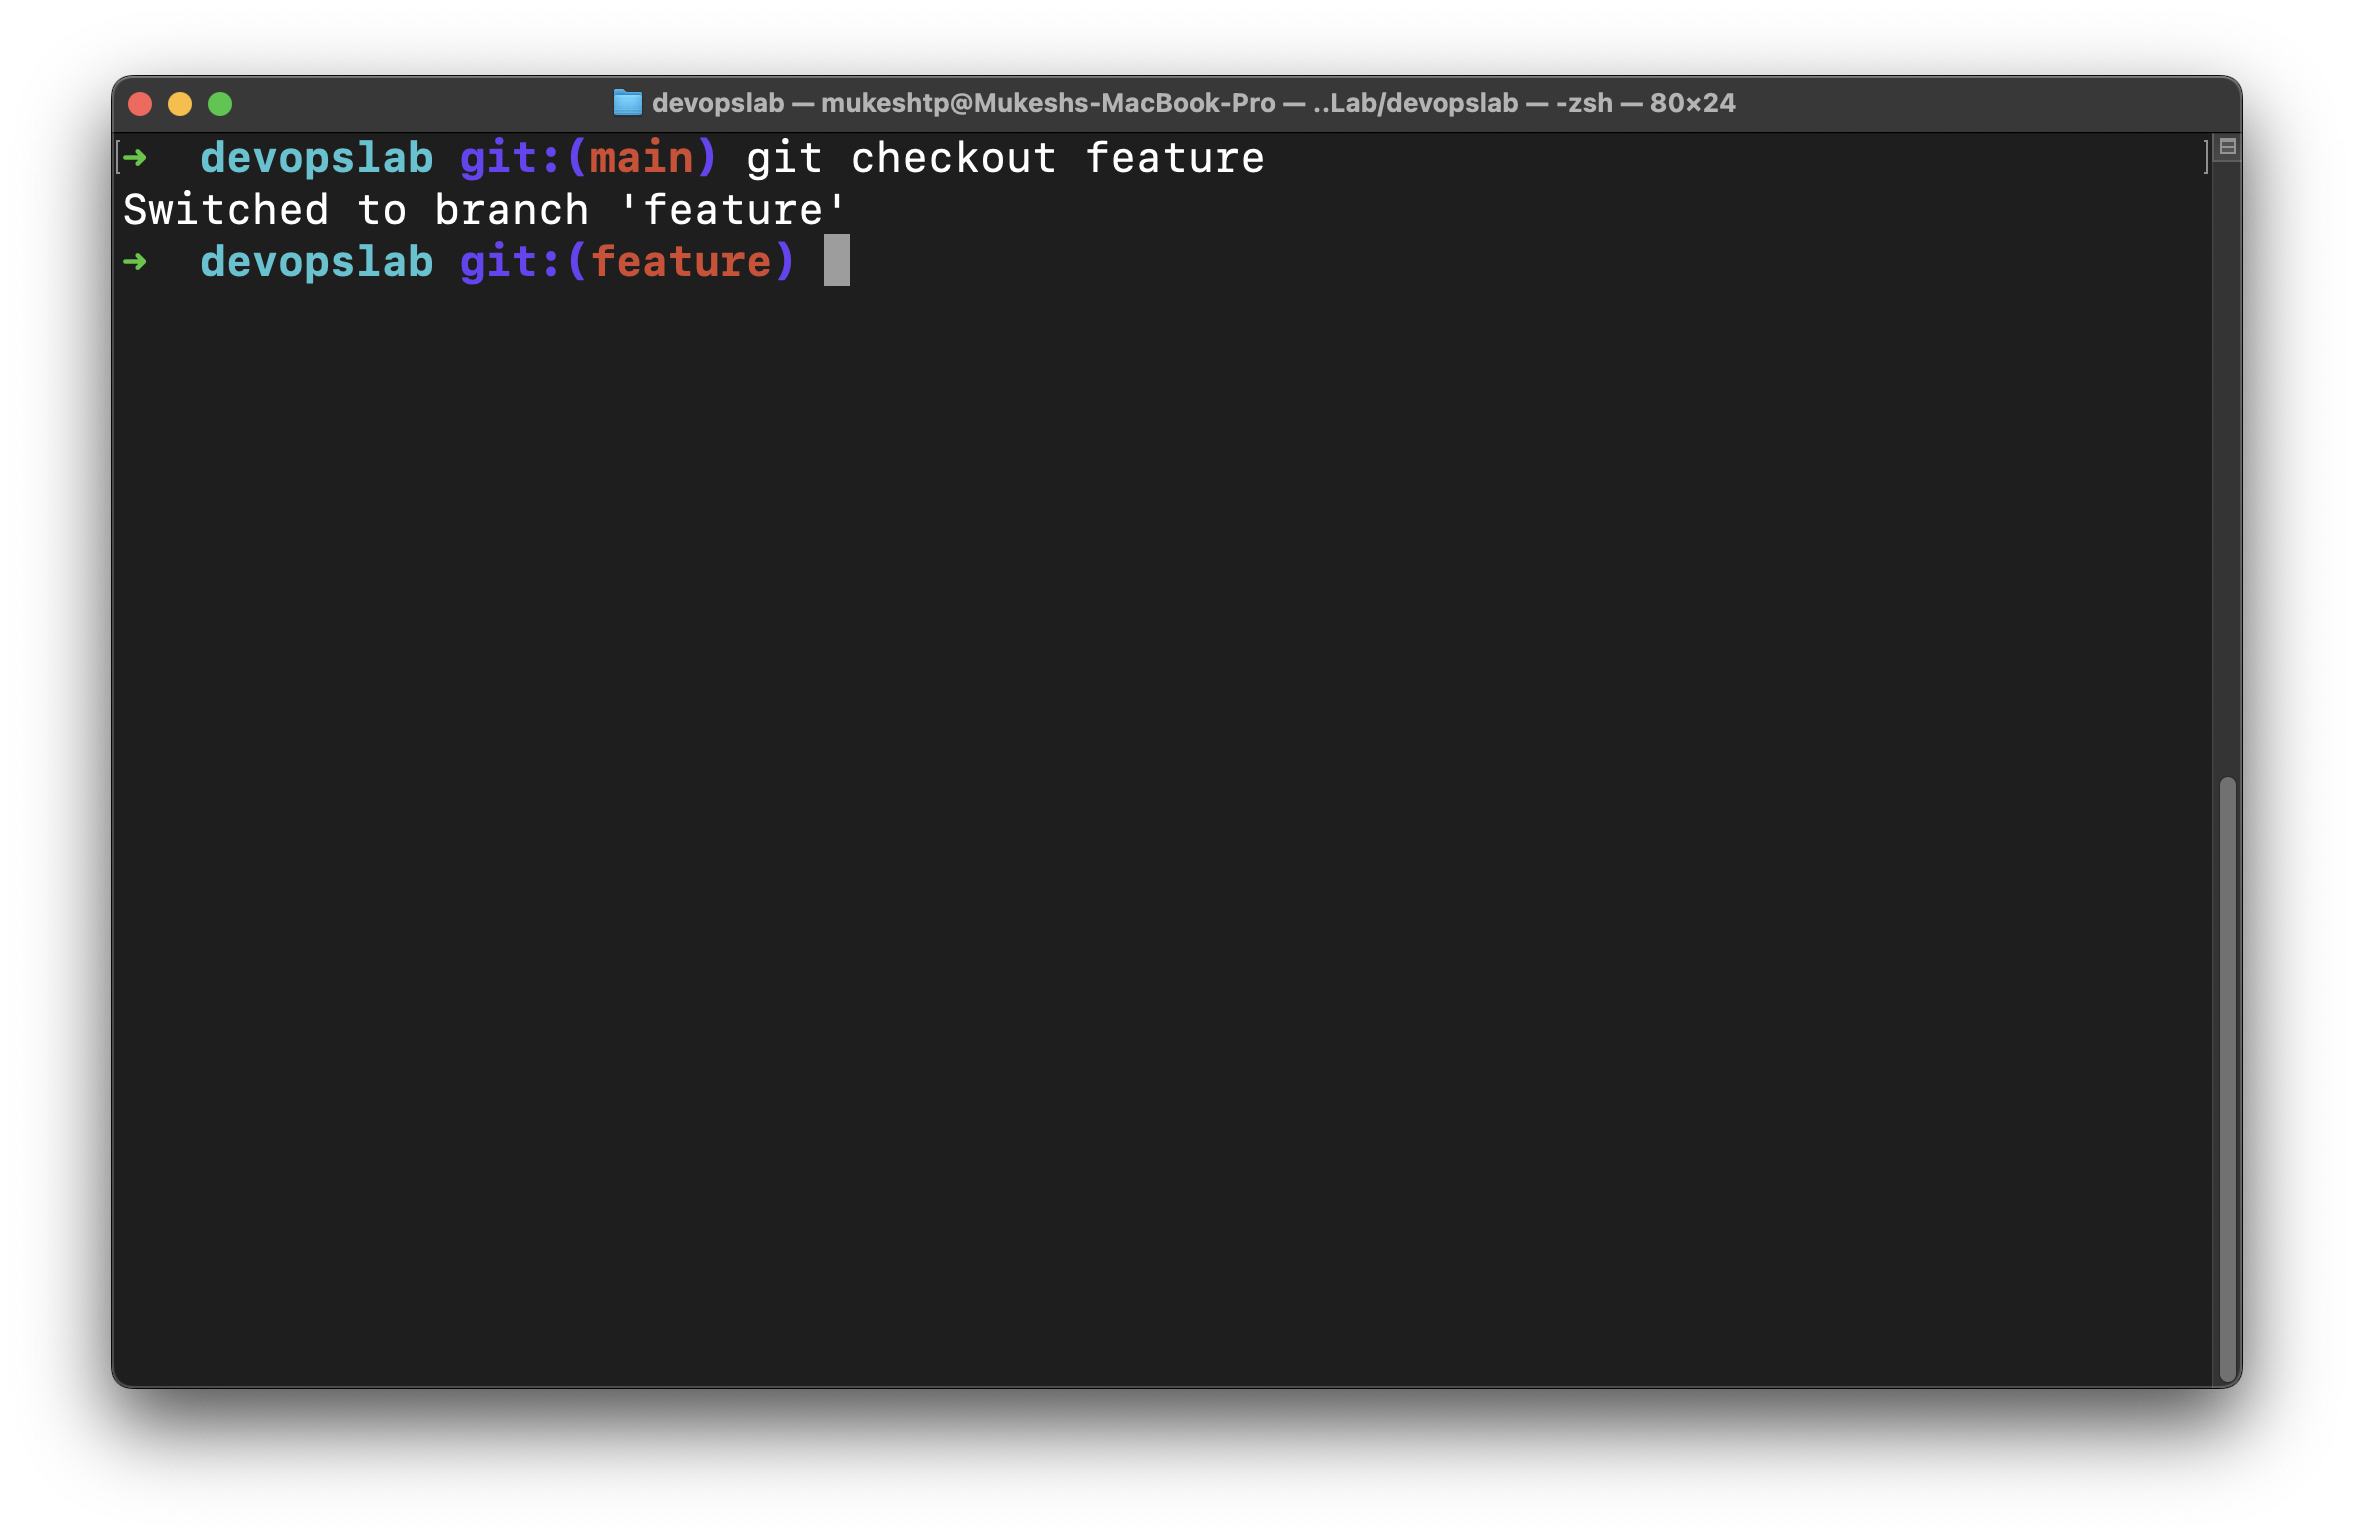 devopslab — mukeshtp@Mukeshs-MacBook-Pro — ..Lab/devopslab — -zsh — 80×24
[➜  devopslab git:(main) git checkout feature ]
Switched to branch 'feature'
➜  devopslab git:(feature)